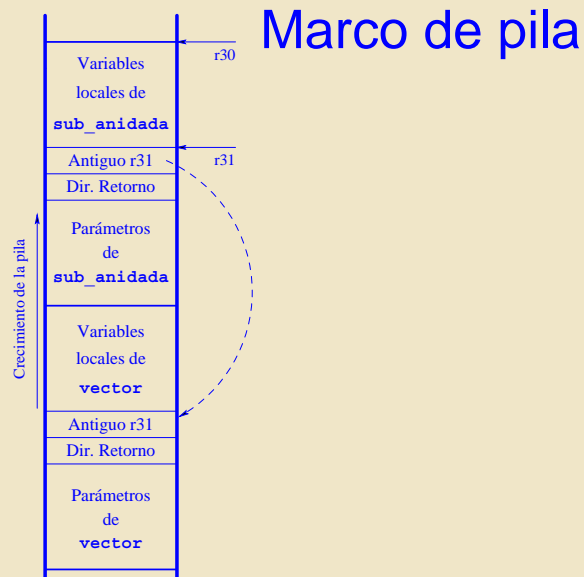 Marco de pila
r30
Variables
locales de
sub_anidada
r31
Antiguo r31
Dir. Retorno
Parámetros
de
sub_anidada
Crecimiento de la pila
Variables
locales de
vector
Antiguo r31
Dir. Retorno
Parámetros
de
vector